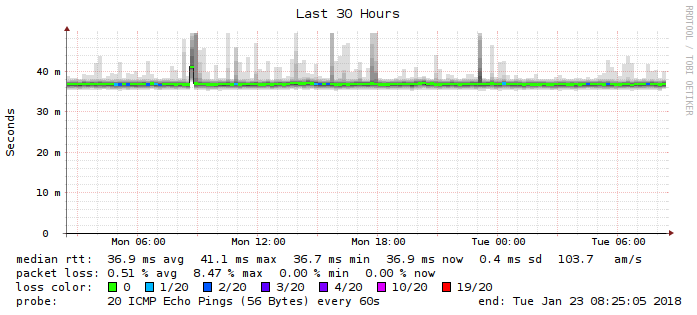 Last 30 Hours
RRDTOOL / TOBI OETIKER
Seconds
40 m
30 m
20 m
10 m
0
Mon 06:00 Mon 12:00 Mon 18:00 Tue 00:00 Tue 06:00
median rtt: 36.9 ms avg 41.1 ms max 36.7 ms min 36.9 ms now 0.4 ms sd 103.7 am/s
packet loss: 0.51 % avg 8.47 % max 0.00 % min 0.00 % now
loss color: 0 1/20 2/20 3/20 4/20 10/20 19/20
probe: 20 ICMP Echo Pings (56 Bytes) every 60s end: Tue Jan 23 08:25:05 2018